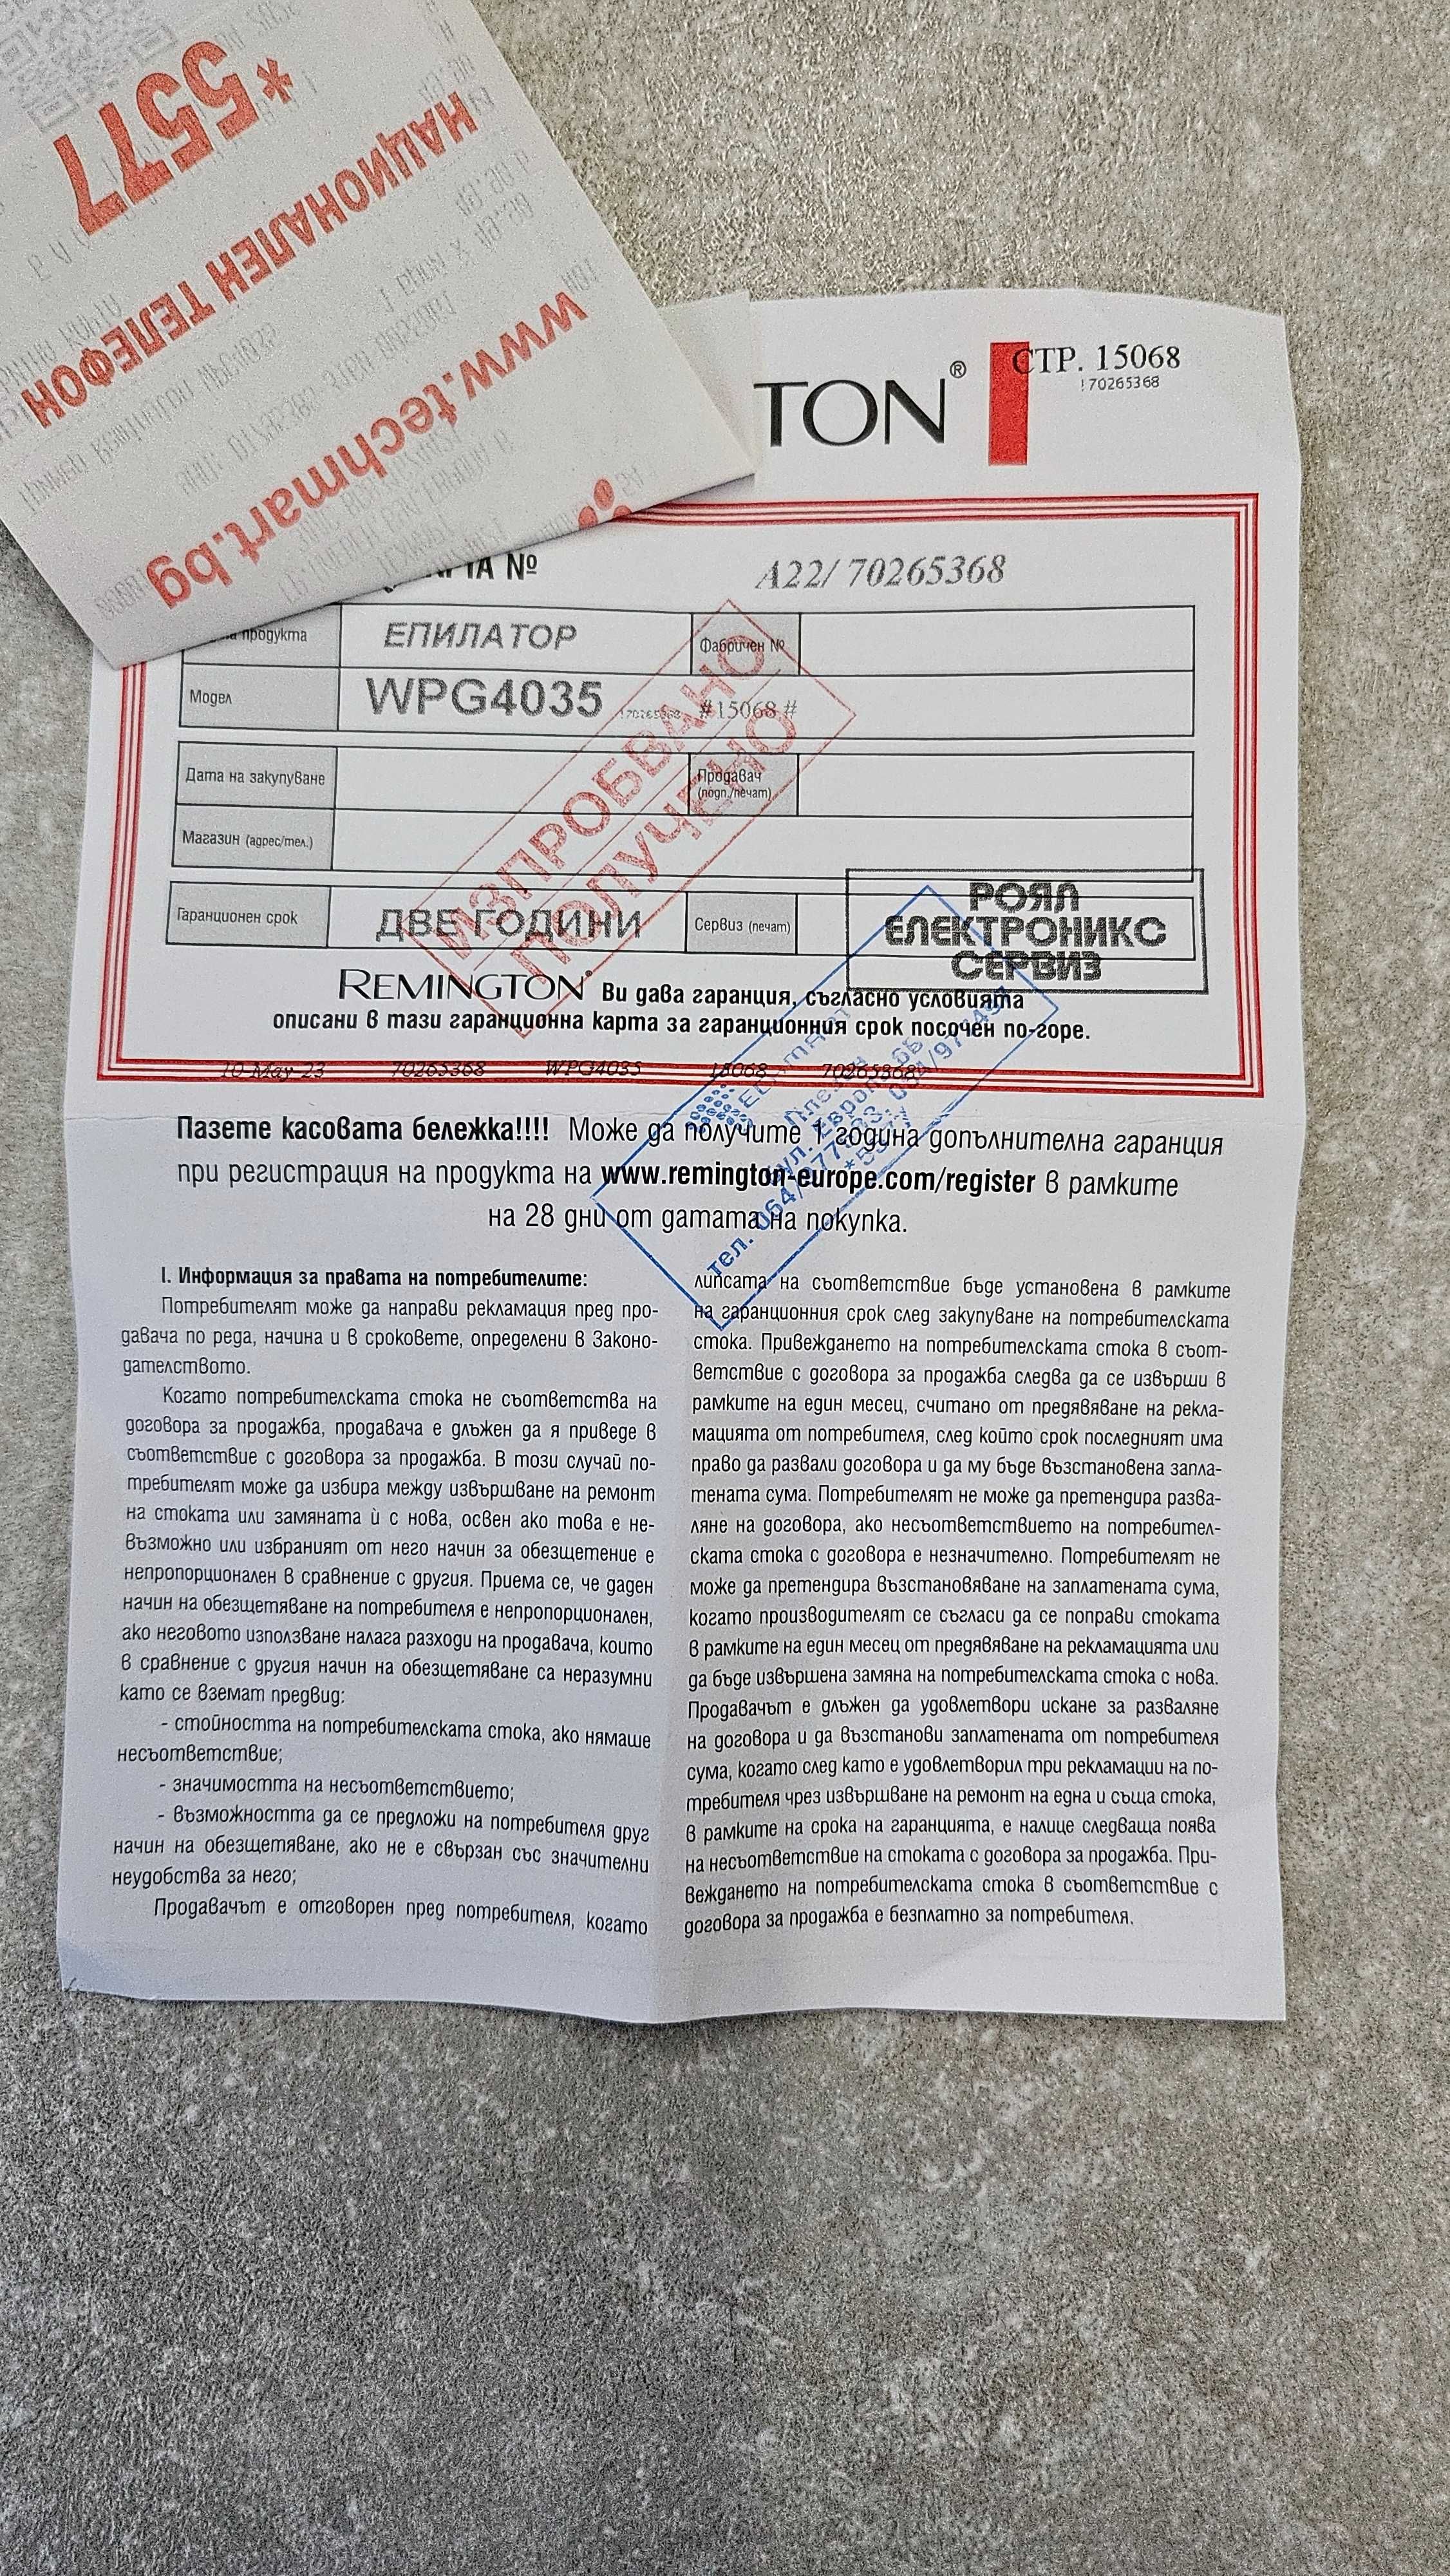 *5577
НАЦИОНАЛЕН ТЕЛЕФОН
www.techmart.bg
TON®
СТР. 15068
!70265368
№ A22/ 70265368
продукта ЕПИЛАТОР Фабричен №
Модел WPG4035 !70265368 #15068 #
Дата на закупуване Продавач (подп./печат)
Магазин (адрес/тел.)
Гаранционен срок ДВЕ ГОДИНИ Сервиз (печат)
ИЗПРОБВАНО
ПОЛУЧЕНО
РОЯЛ
ЕЛЕКТРОНИКС
СЕРВИЗ
REMINGTON® Ви дава гаранция, съгласно условията
описани в тази гаранционна карта за гаранционния срок посочен по-горе.
10 May 23 70265368 WPG4035 15068 70265368
Пазете касовата бележка!!!! Може да получите 1 година допълнителна гаранция
при регистрация на продукта на www.remington-europe.com/register в рамките
на 28 дни от датата на покупка.
I. Информация за правата на потребителите:
Потребителят може да направи рекламация пред про-
давача по реда, начина и в сроковете, определени в Законо-
дателството.
Когато потребителската стока не съответства на
договора за продажба, продавача е длъжен да я приведе в
съответствие с договора за продажба. В този случай по-
требителят може да избира между извършване на ремонт
на стоката или замяната ѝ с нова, освен ако това е не-
възможно или избраният от него начин за обезщетение е
непропорционален в сравнение с другия. Приема се, че даден
начин на обезщетяване на потребителя е непропорционален,
ако неговото използване налага разходи на продавача, които
в сравнение с другия начин на обезщетяване са неразумни
като се вземат предвид:
- стойността на потребителската стока, ако нямаше
несъответствие;
- значимостта на несъответствието;
- възможността да се предложи на потребителя друг
начин на обезщетяване, ако не е свързан със значителни
неудобства за него;
Продавачът е отговорен пред потребителя, когато
липсата на съответствие бъде установена в рамките
на гаранционния срок след закупуване на потребителската
стока. Привеждането на потребителската стока в съот-
ветствие с договора за продажба следва да се извърши в
рамките на един месец, считано от предявяване на рекла-
мацията от потребителя, след който срок последният има
право да развали договора и да му бъде възстановена запла-
тената сума. Потребителят не може да претендира разва-
ляне на договора, ако несъответствието на потребител-
ската стока с договора е незначително. Потребителят не
може да претендира възстановяване на заплатената сума,
когато производителят се съгласи да се поправи стоката
в рамките на един месец от предявяване на рекламацията или
да бъде извършена замяна на потребителската стока с нова.
Продавачът е длъжен да удовлетвори искане за разваляне
на договора и да възстанови заплатената от потребителя
сума, когато след като е удовлетворил три рекламации на по-
требителя чрез извършване на ремонт на една и съща стока,
в рамките на срока на гаранцията, е налице следваща поява
на несъответствие на стоката с договора за продажба. При-
веждането на потребителската стока в съответствие с
договора за продажба е безплатно за потребителя.